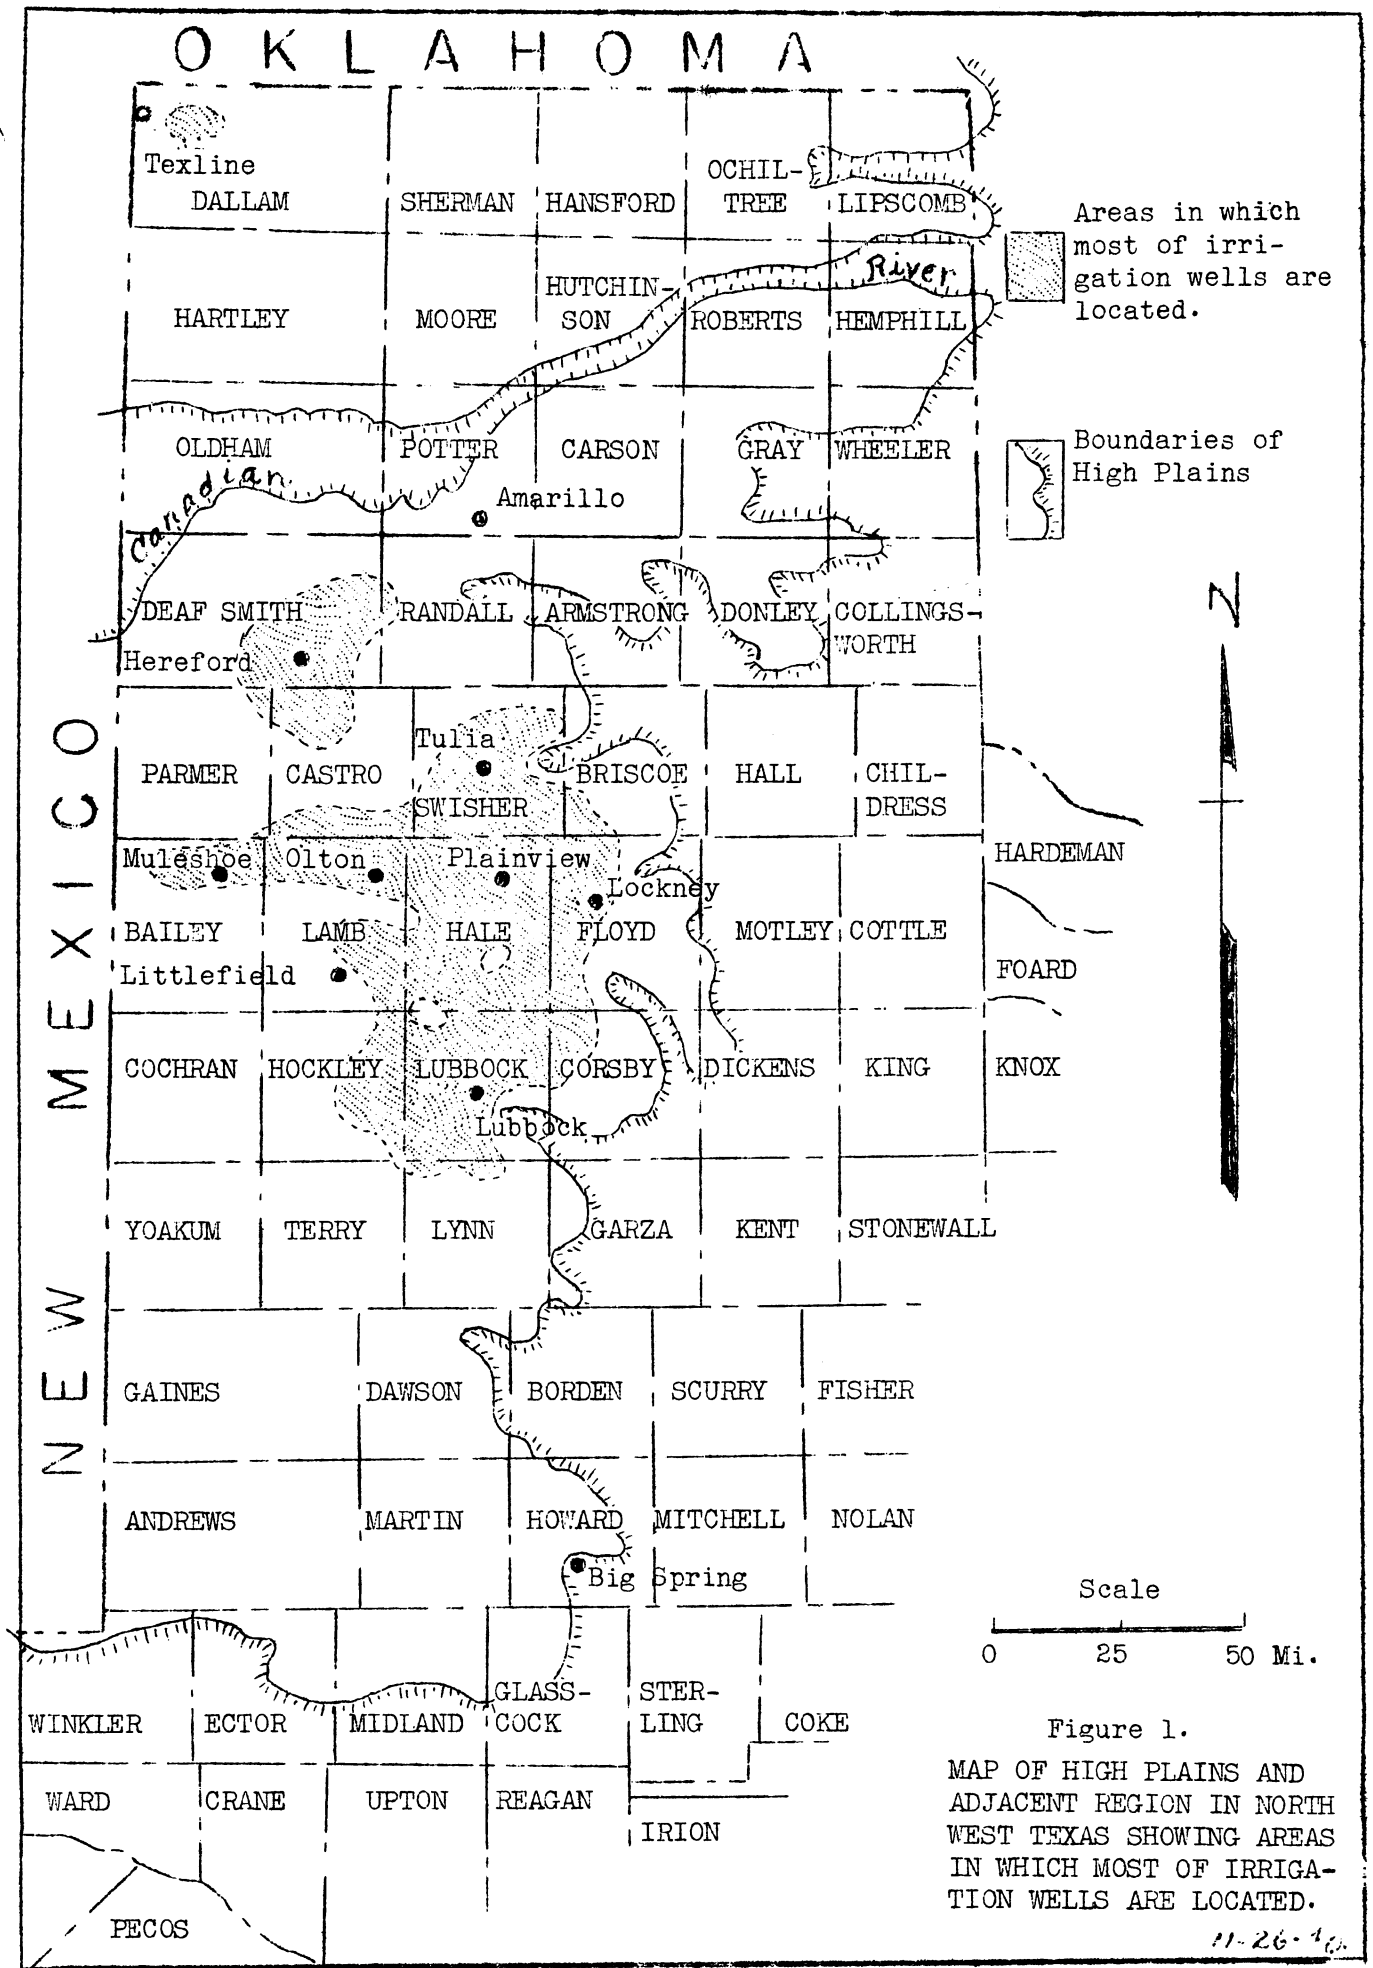 OKLAHOMA
Texline
DALLAM
SHERMAN
HANSFORD
OCHIL-
TREE
LIPSCOMB
Areas in which
most of irri-
gation wells are
located.
River
HARTLEY
MOORE
HUTCHIN-
SON
ROBERTS
HEMPHILL
OLDHAM
POTTER
CARSON
GRAY
WHEELER
Boundaries of
High Plains
Canadian
Amarillo
N
DEAF SMITH
RANDALL
ARMSTRONG
DONLEY
COLLINGS-
WORTH
Hereford
NEW MEXICO
Tulia
PARMER
CASTRO
SWISHER
BRISCOE
HALL
CHIL-
DRESS
Muleshoe
Olton
Plainview
Lockney
HARDEMAN
BAILEY
LAMB
HALE
FLOYD
MOTLEY
COTTLE
Littlefield
FOARD
COCHRAN
HOCKLEY
LUBBOCK
CORSBY
DICKENS
KING
KNOX
Lubbock
YOAKUM
TERRY
LYNN
GARZA
KENT
STONEWALL
GAINES
DAWSON
BORDEN
SCURRY
FISHER
ANDREWS
MARTIN
HOWARD
MITCHELL
NOLAN
Big Spring
Scale
0 25 50 Mi.
WINKLER
ECTOR
MIDLAND
GLASS-
COCK
STER-
LING
COKE
WARD
CRANE
UPTON
REAGAN
IRION
PECOS
Figure 1.
MAP OF HIGH PLAINS AND
ADJACENT REGION IN NORTH
WEST TEXAS SHOWING AREAS
IN WHICH MOST OF IRRIGA-
TION WELLS ARE LOCATED.
11-26-